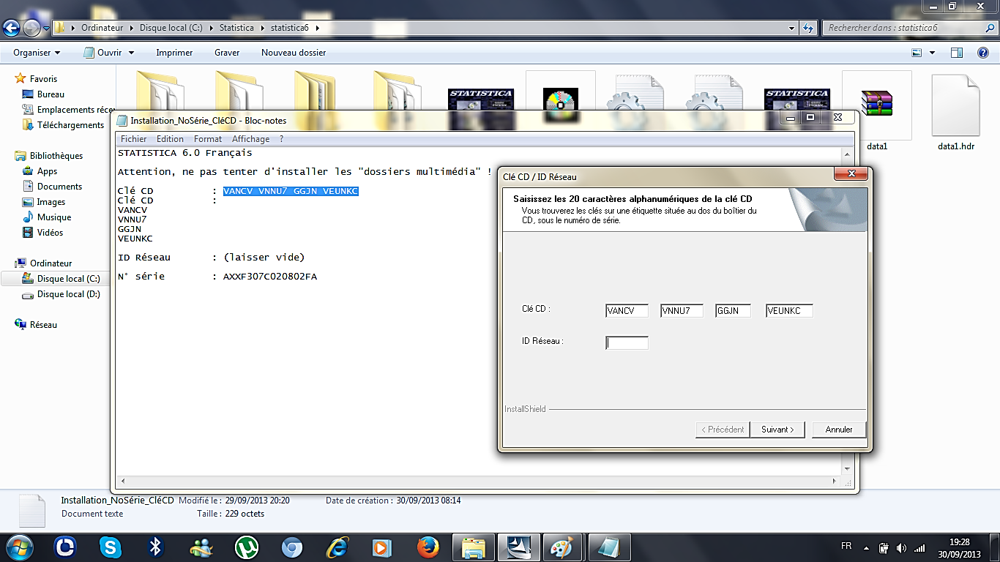 Ordinateur Disque local (C:) Statistica statistica6
Rechercher dans : statistica6
Organiser Ouvrir Imprimer Graver Nouveau dossier
Favoris
Bureau
Emplacements réce
Téléchargements
Bibliothèques
Apps
Documents
Images
Musique
Vidéos
Ordinateur
Disque local (C:)
Disque local (D:)
Réseau
STATISTICA
STATISTICA
data1
data1.hdr
Installation_NoSérie_CléCD - Bloc-notes
Fichier Edition Format Affichage ?
STATISTICA 6.0 Français
Attention, ne pas tenter d'installer les "dossiers multimédia" !
Clé CD : VANCV VNNU7 GGJN VEUNKC
Clé CD :
VANCV
VNNU7
GGJN
VEUNKC
ID Réseau : (laisser vide)
N° série : AXXF307C020802FA
Clé CD / ID Réseau
Saisissez les 20 caractères alphanumériques de la clé CD
Vous trouverez les clés sur une étiquette située au dos du boîtier du
CD, sous le numéro de série.
Clé CD : VANCV VNNU7 GGJN VEUNKC
ID Réseau :
InstallShield
< Précédent Suivant > Annuler
Installation_NoSérie_CléCD Modifié le : 29/09/2013 20:20 Date de création : 30/09/2013 08:14
Document texte Taille : 229 octets
FR
19:28
30/09/2013